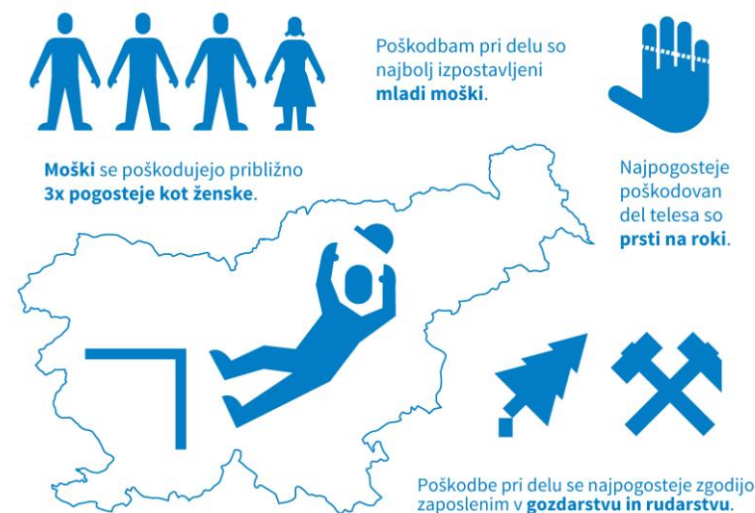 Poškodbam pri delu so
najbolj izpostavljeni
mladi moški.
Moški se poškodujejo približno
3x pogosteje kot ženske.
Najpogosteje
poškodovan
del telesa so
prsti na roki.
Poškodbe pri delu se najpogosteje zgodijo
zaposlenim v gozdarstvu in rudarstvu.